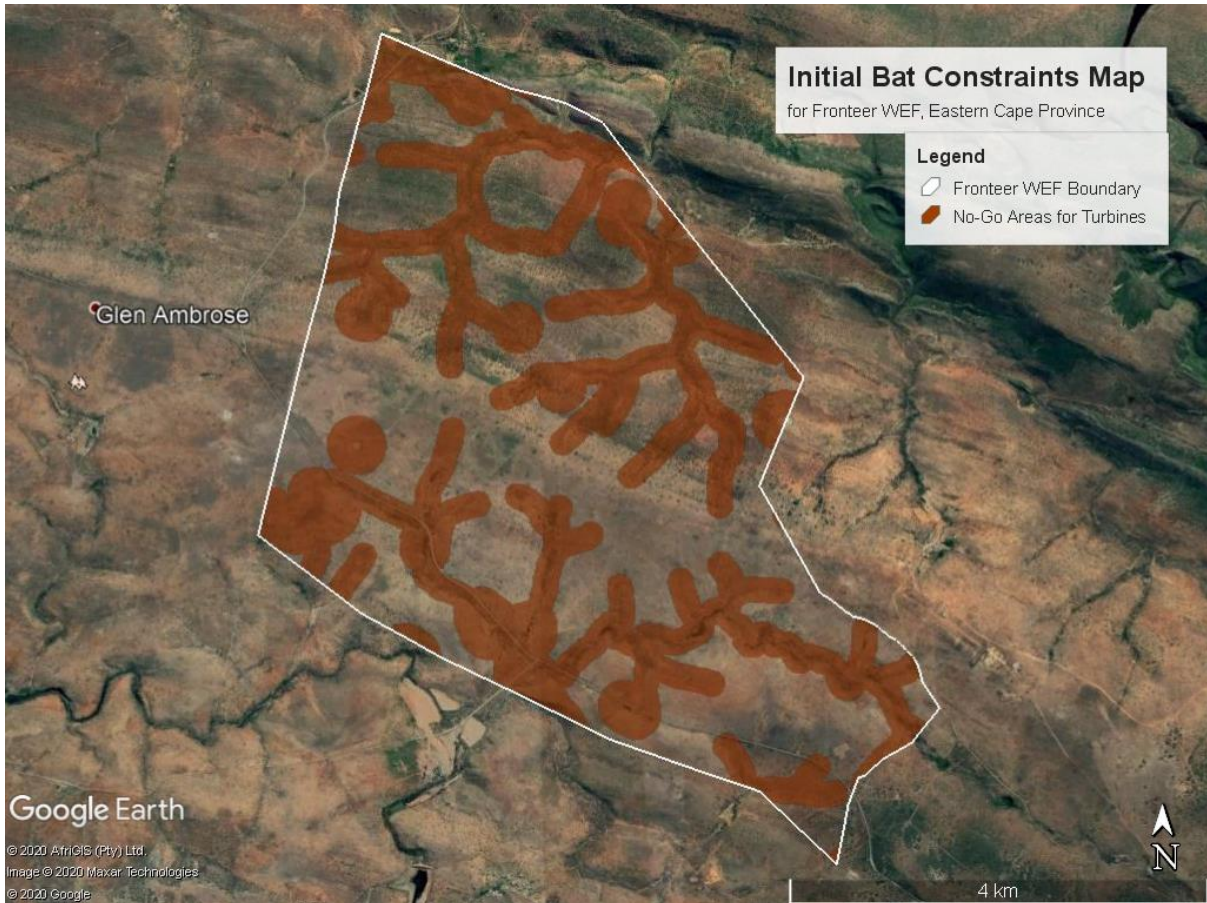 Initial Bat Constraints Map
for Fronteer WEF, Eastern Cape Province
Legend
Fronteer WEF Boundary
No-Go Areas for Turbines
Glen Ambrose
Google Earth
© 2020 AfriGIS (Pty) Ltd.
Image © 2020 Maxar Technologies
© 2020 Google
N
4 km